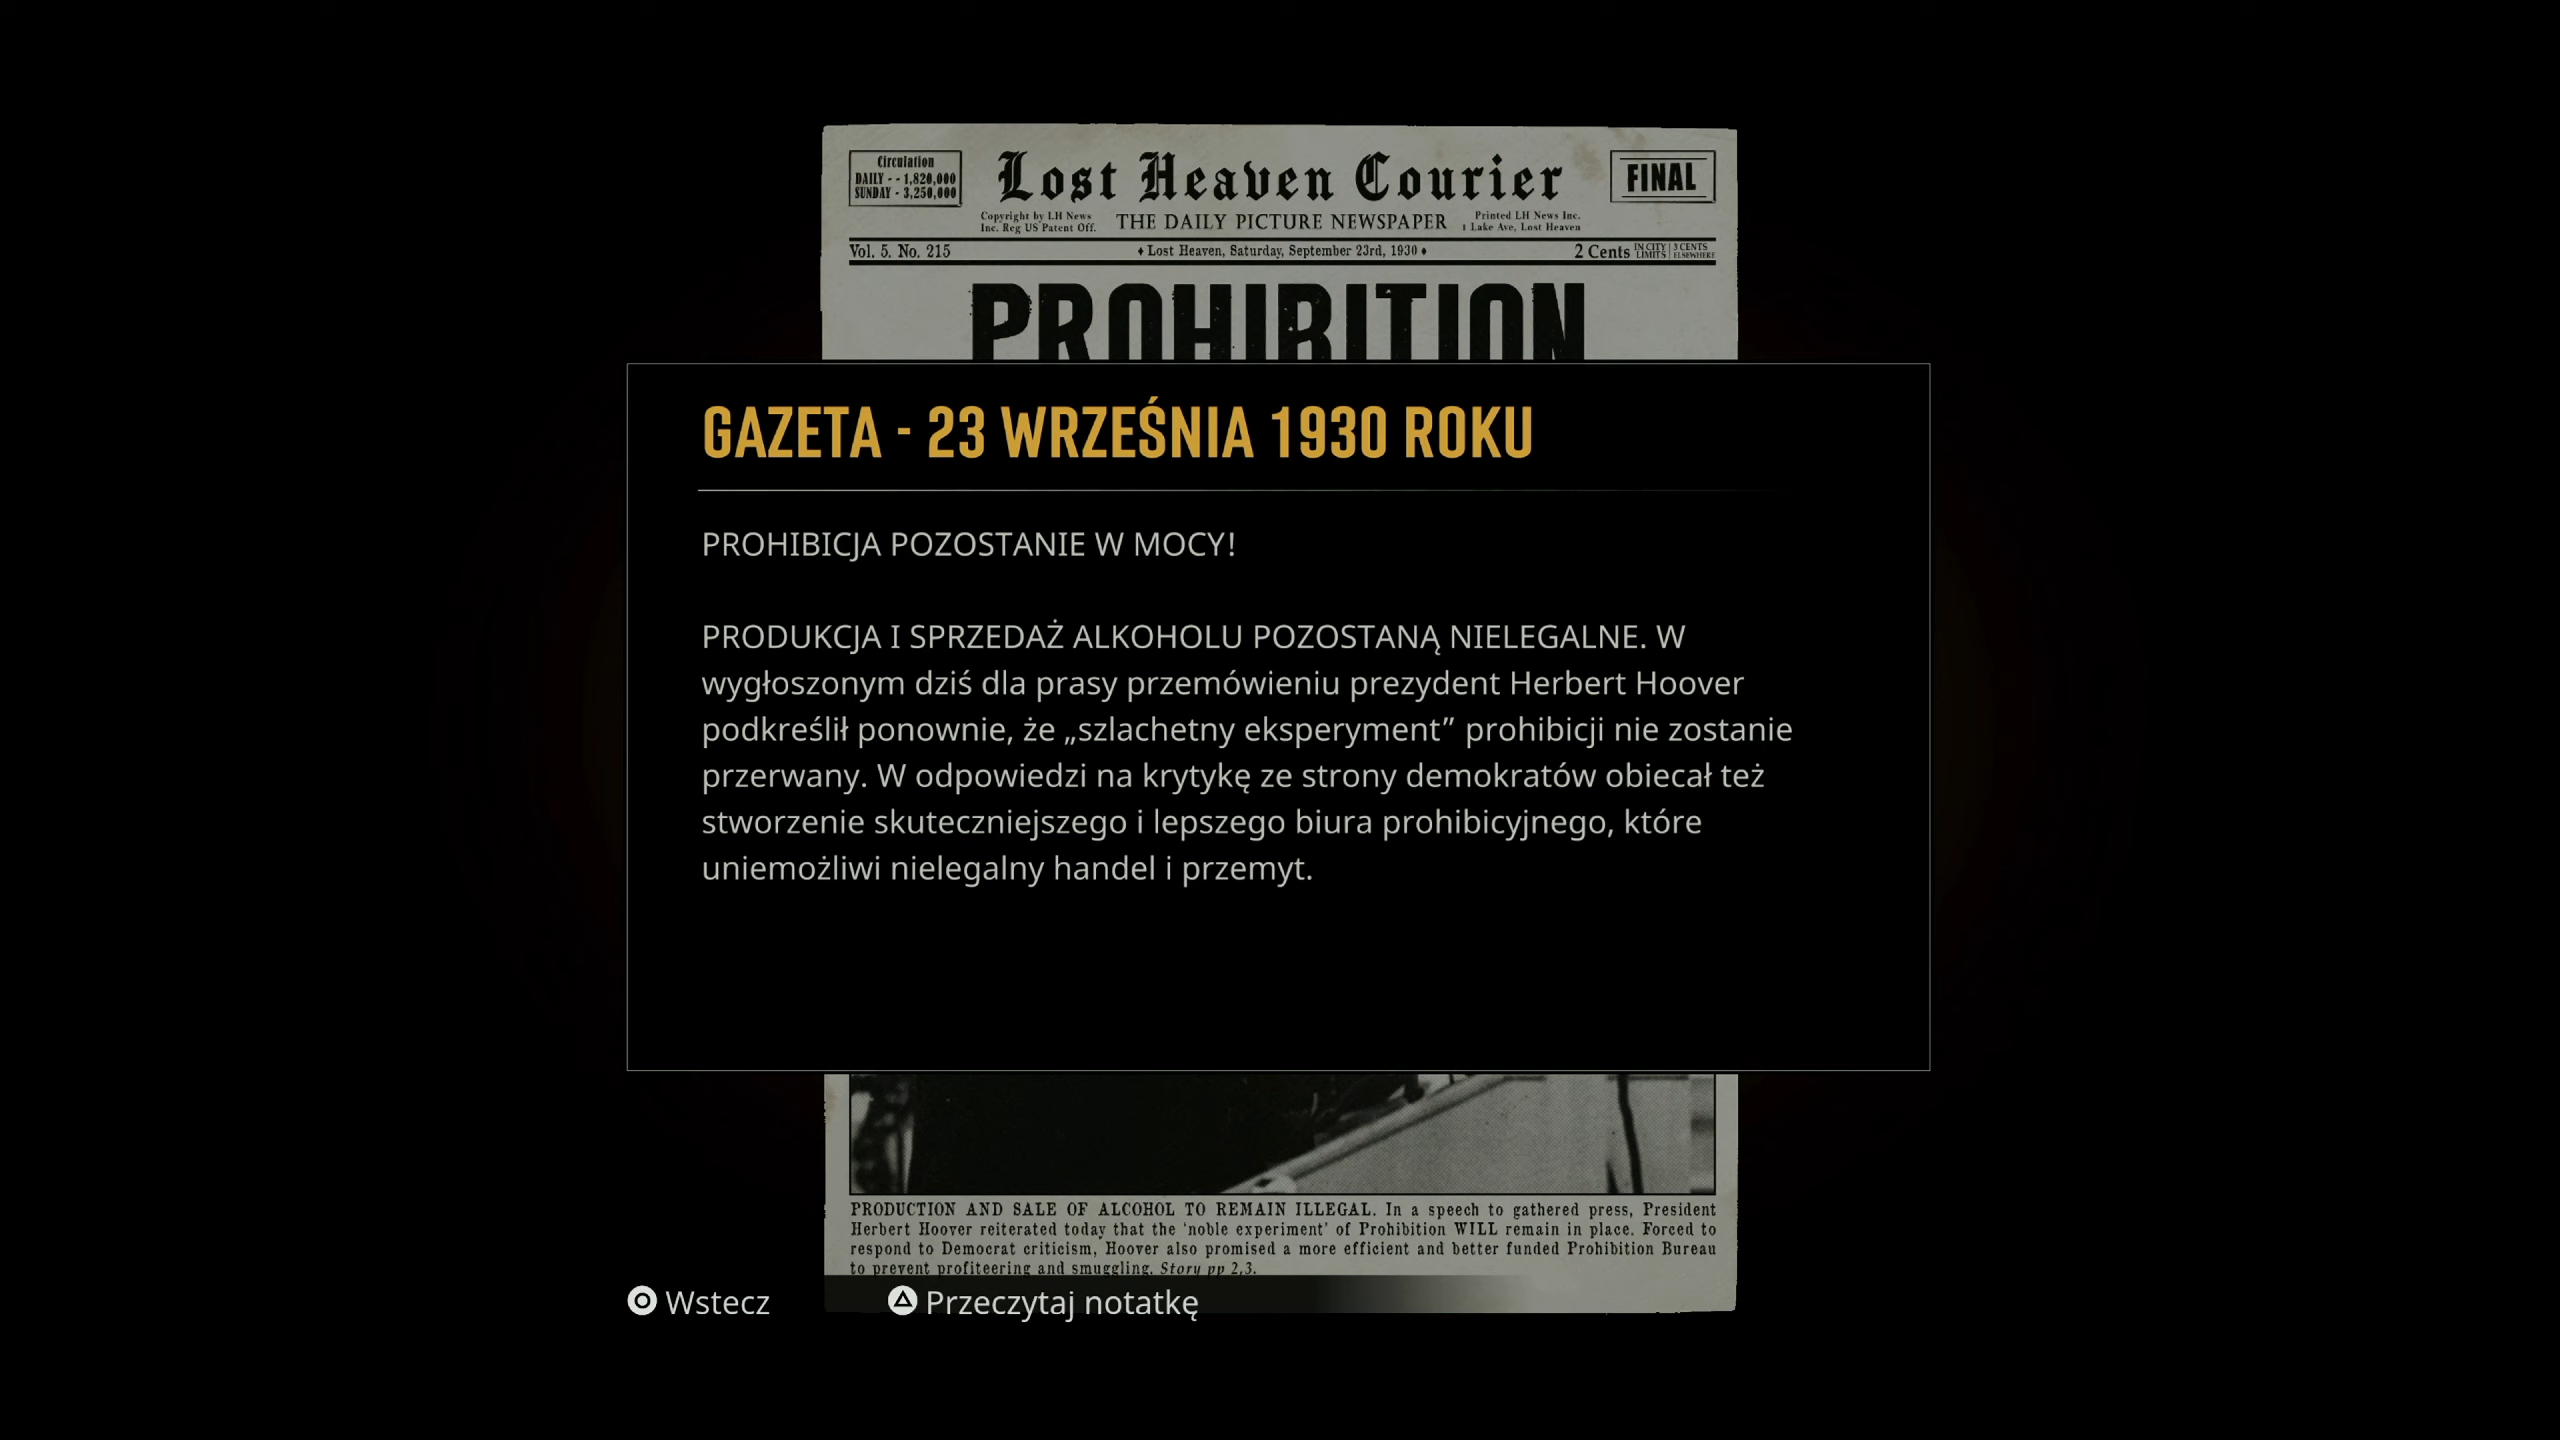 Circulation
DAILY - - 1,820,000
SUNDAY - 3,250,000
Lost Heaven Courier
FINAL
Copyright by LH News
Inc. Reg US Patent Off.
THE DAILY PICTURE NEWSPAPER
Printed LH News Inc.
1 Lake Ave, Lost Heaven
Vol. 5. No. 215
♦ Lost Heaven, Saturday, September 23rd, 1930 ♦
2 Cents IN CITY LIMITS | 3 CENTS ELSEWHERE
PROHIBITION
GAZETA - 23 WRZEŚNIA 1930 ROKU
PROHIBICJA POZOSTANIE W MOCY!
PRODUKCJA I SPRZEDAŻ ALKOHOLU POZOSTANĄ NIELEGALNE. W
wygłoszonym dziś dla prasy przemówieniu prezydent Herbert Hoover
podkreślił ponownie, że „szlachetny eksperyment” prohibicji nie zostanie
przerwany. W odpowiedzi na krytykę ze strony demokratów obiecał też
stworzenie skuteczniejszego i lepszego biura prohibicyjnego, które
uniemożliwi nielegalny handel i przemyt.
PRODUCTION AND SALE OF ALCOHOL TO REMAIN ILLEGAL. In a speech to gathered press, President
Herbert Hoover reiterated today that the 'noble experiment' of Prohibition WILL remain in place. Forced to
respond to Democrat criticism, Hoover also promised a more efficient and better funded Prohibition Bureau
to prevent profiteering and smuggling. Story pp 2,3.
Wstecz
Przeczytaj notatkę